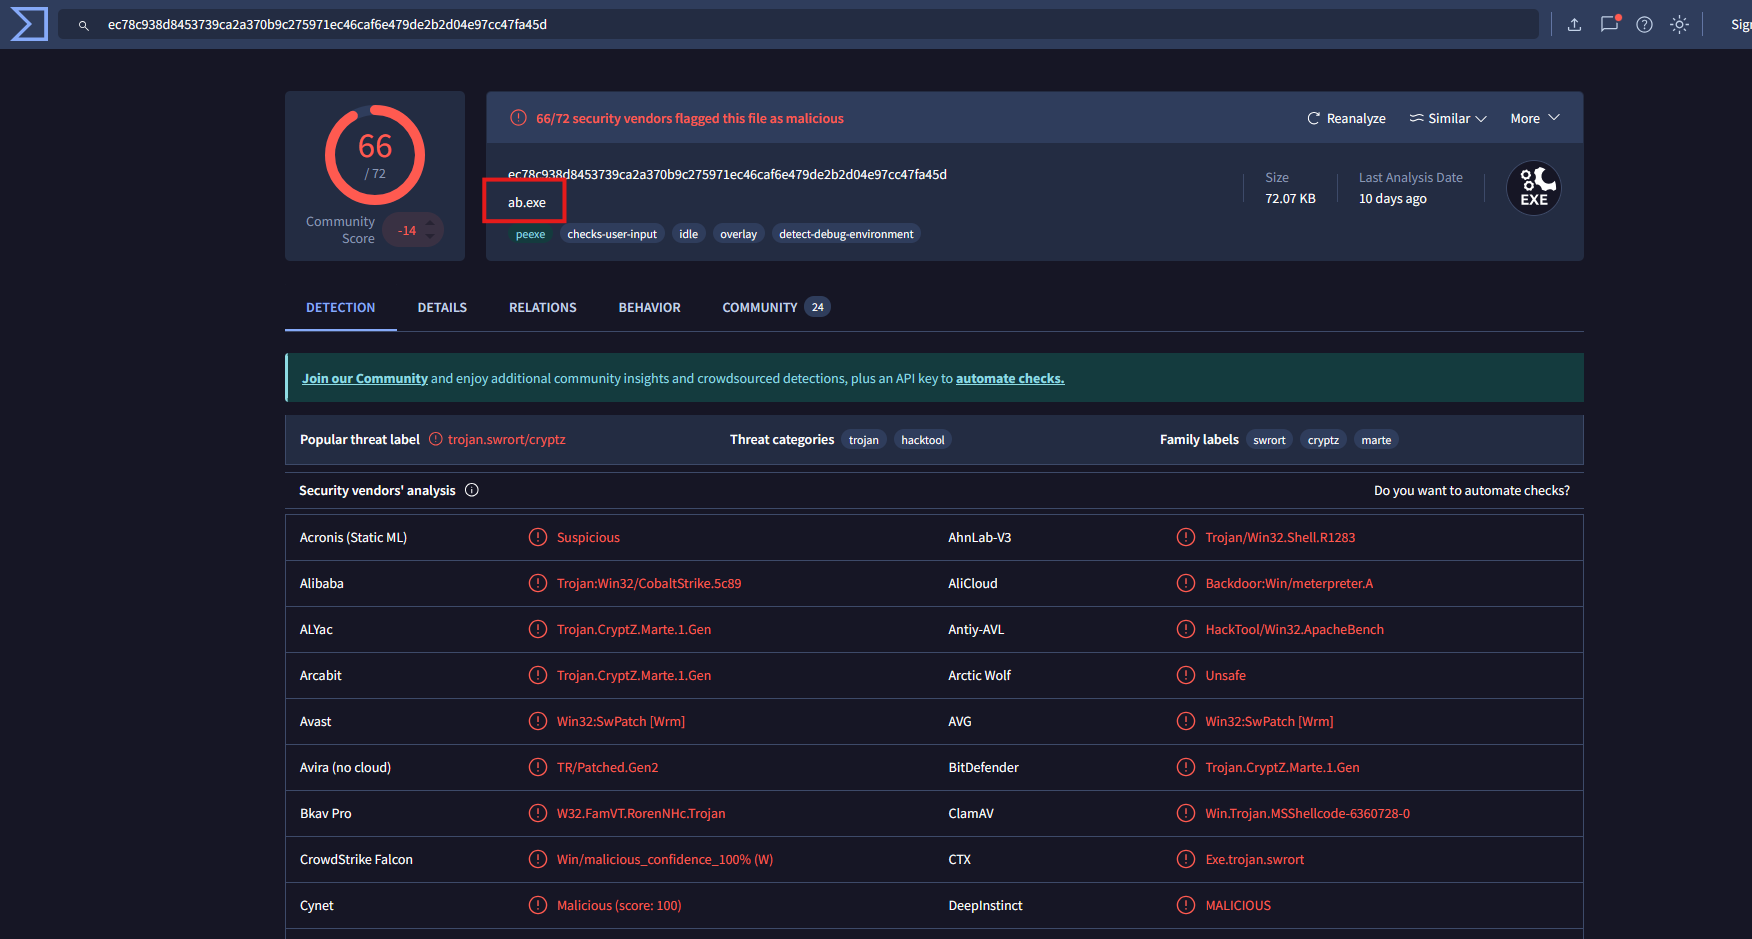 ec78c938d8453739ca2a370b9c275971ec46caf6e479de2b2d04e97cc47fa45d
Sig
66
/ 72
Community
Score
-14
66/72 security vendors flagged this file as malicious
Reanalyze
Similar
More
ec78c938d8453739ca2a370b9c275971ec46caf6e479de2b2d04e97cc47fa45d
ab.exe
peexe checks-user-input idle overlay detect-debug-environment
Size
72.07 KB
Last Analysis Date
10 days ago
EXE
DETECTION DETAILS RELATIONS BEHAVIOR COMMUNITY 24
Join our Community and enjoy additional community insights and crowdsourced detections, plus an API key to automate checks.
Popular threat label trojan.swrort/cryptz Threat categories trojan hacktool Family labels swrort cryptz marte
Security vendors' analysis Do you want to automate checks?
Acronis (Static ML) Suspicious AhnLab-V3 Trojan/Win32.Shell.R1283
Alibaba Trojan:Win32/CobaltStrike.5c89 AliCloud Backdoor:Win/meterpreter.A
ALYac Trojan.CryptZ.Marte.1.Gen Antiy-AVL HackTool/Win32.ApacheBench
Arcabit Trojan.CryptZ.Marte.1.Gen Arctic Wolf Unsafe
Avast Win32:SwPatch [Wrm] AVG Win32:SwPatch [Wrm]
Avira (no cloud) TR/Patched.Gen2 BitDefender Trojan.CryptZ.Marte.1.Gen
Bkav Pro W32.FamVT.RorenNHc.Trojan ClamAV Win.Trojan.MSShellcode-6360728-0
CrowdStrike Falcon Win/malicious_confidence_100% (W) CTX Exe.trojan.swrort
Cynet Malicious (score: 100) DeepInstinct MALICIOUS